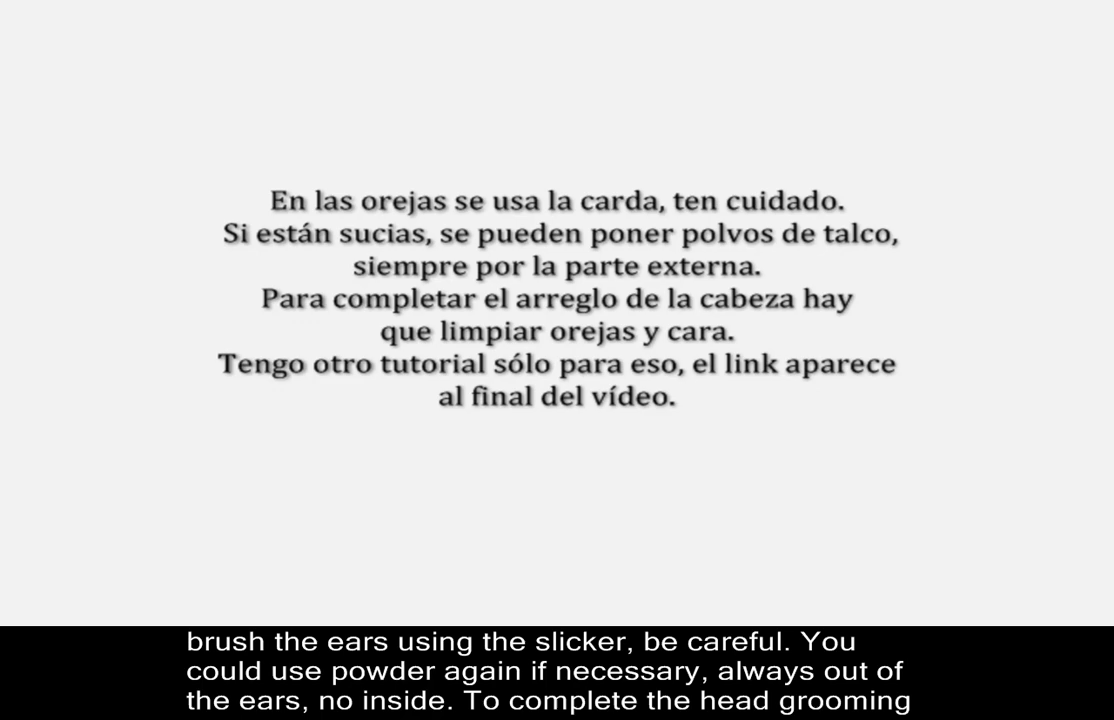 En las orejas se usa la carda, ten cuidado.
Si están sucias, se pueden poner polvos de talco,
siempre por la parte externa.
Para completar el arreglo de la cabeza hay
que limpiar orejas y cara.
Tengo otro tutorial sólo para eso, el link aparece
al final del vídeo.
brush the ears using the slicker, be careful. You
could use powder again if necessary, always out of
the ears, no inside. To complete the head grooming